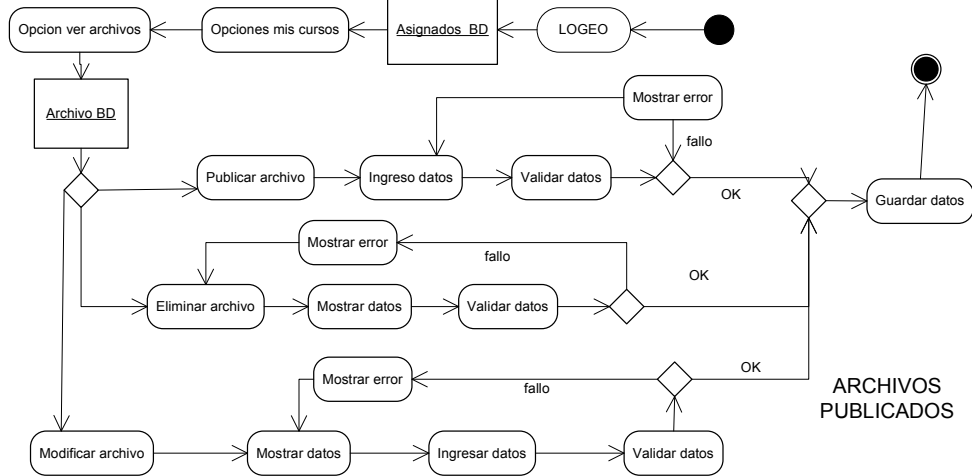 Opcion ver archivos
Opciones mis cursos
Asignados BD
LOGEO
Archivo BD
Mostrar error
fallo
Publicar archivo
Ingreso datos
Validar datos
OK
Guardar datos
Mostrar error
fallo
OK
Eliminar archivo
Mostrar datos
Validar datos
Mostrar error
fallo
OK
ARCHIVOS
PUBLICADOS
Modificar archivo
Mostrar datos
Ingresar datos
Validar datos